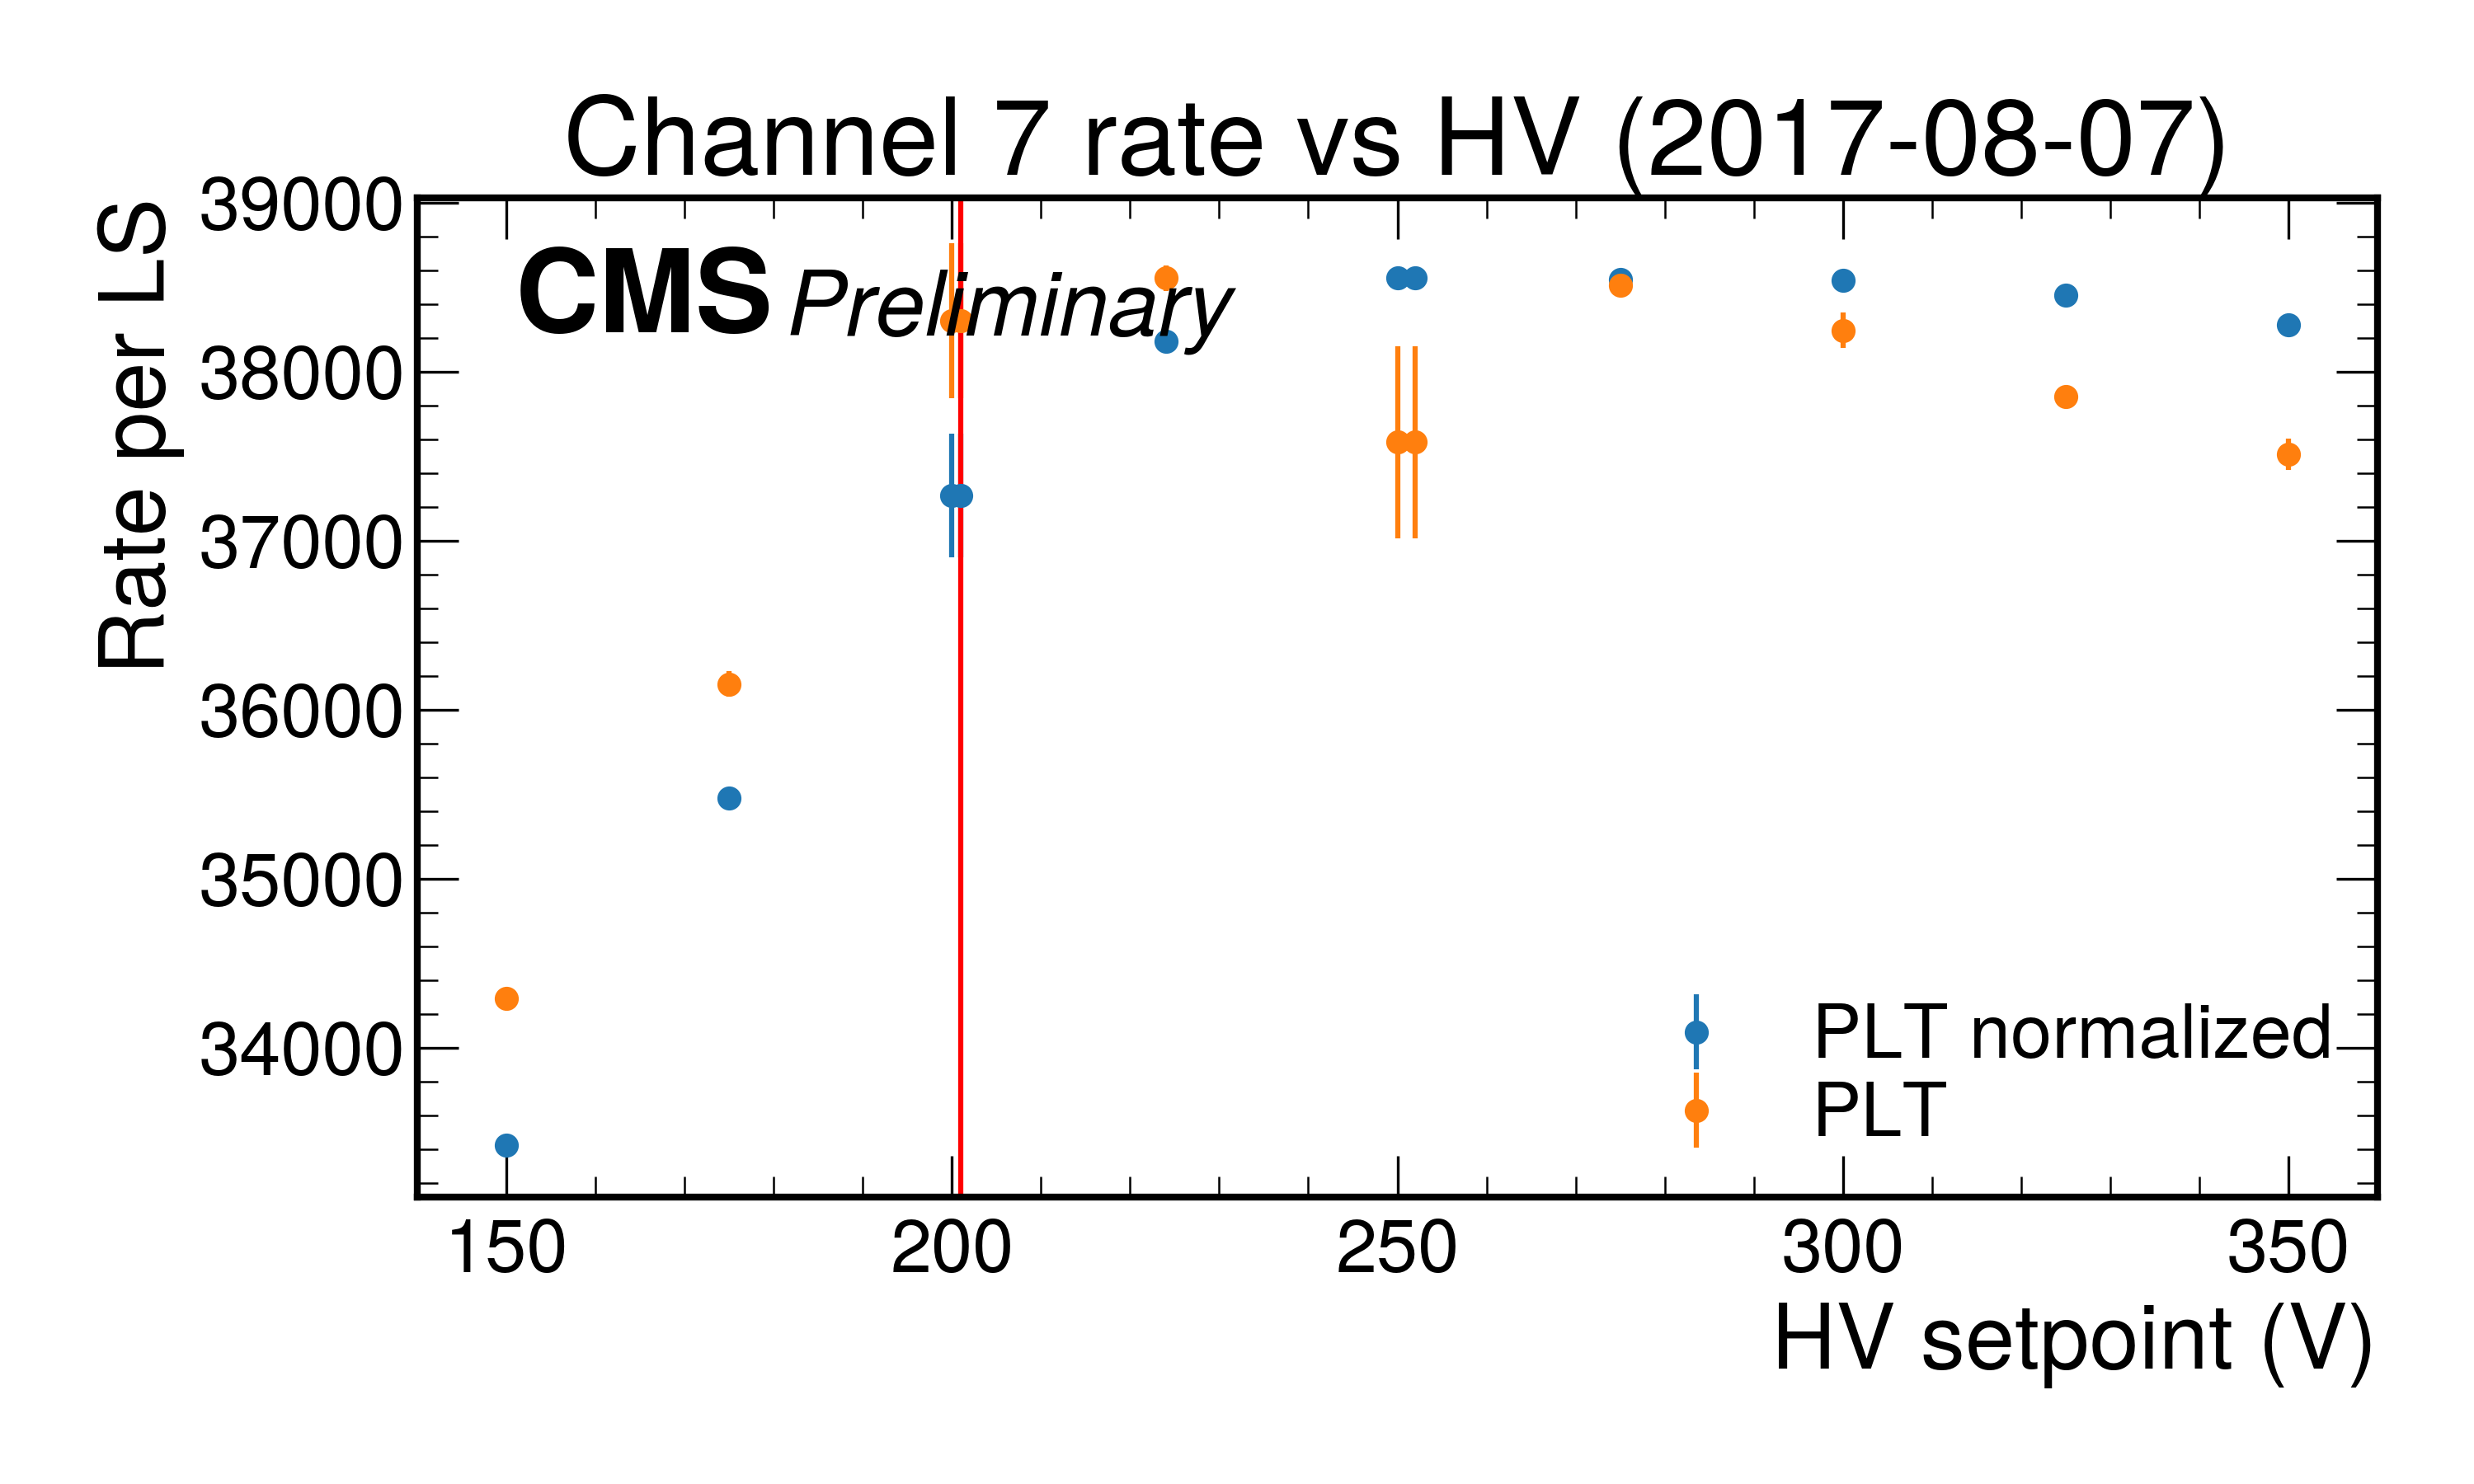 Channel 7 rate vs HV (2017-08-07)
CMS Preliminary
Rate per LS
39000
38000
37000
36000
35000
34000
PLT normalized
PLT
150 200 250 300 350
HV setpoint (V)